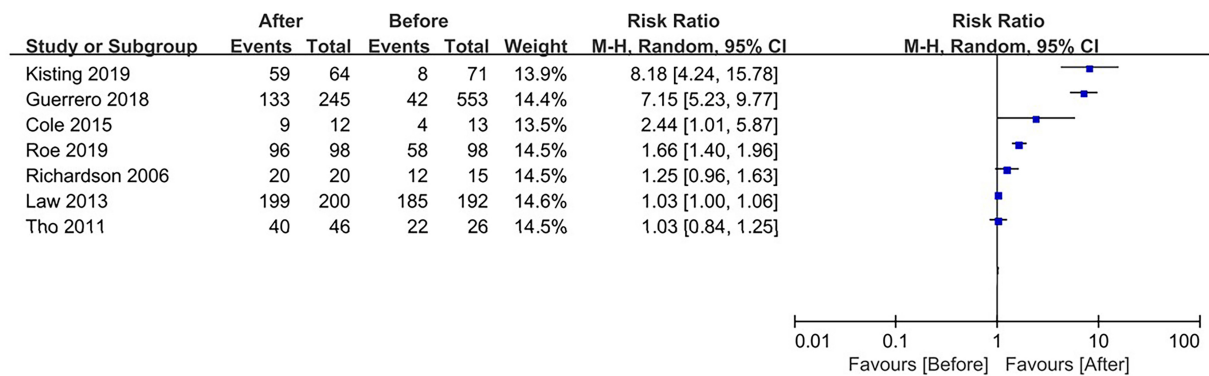 After Before Risk Ratio Risk Ratio
Study or Subgroup Events Total Events Total Weight M-H, Random, 95% CI M-H, Random, 95% CI
Kisting 2019 59 64 8 71 13.9% 8.18 [4.24, 15.78]
Guerrero 2018 133 245 42 553 14.4% 7.15 [5.23, 9.77]
Cole 2015 9 12 4 13 13.5% 2.44 [1.01, 5.87]
Roe 2019 96 98 58 98 14.5% 1.66 [1.40, 1.96]
Richardson 2006 20 20 12 15 14.5% 1.25 [0.96, 1.63]
Law 2013 199 200 185 192 14.6% 1.03 [1.00, 1.06]
Tho 2011 40 46 22 26 14.5% 1.03 [0.84, 1.25]
0.01 0.1 1 10 100
Favours [Before] Favours [After]